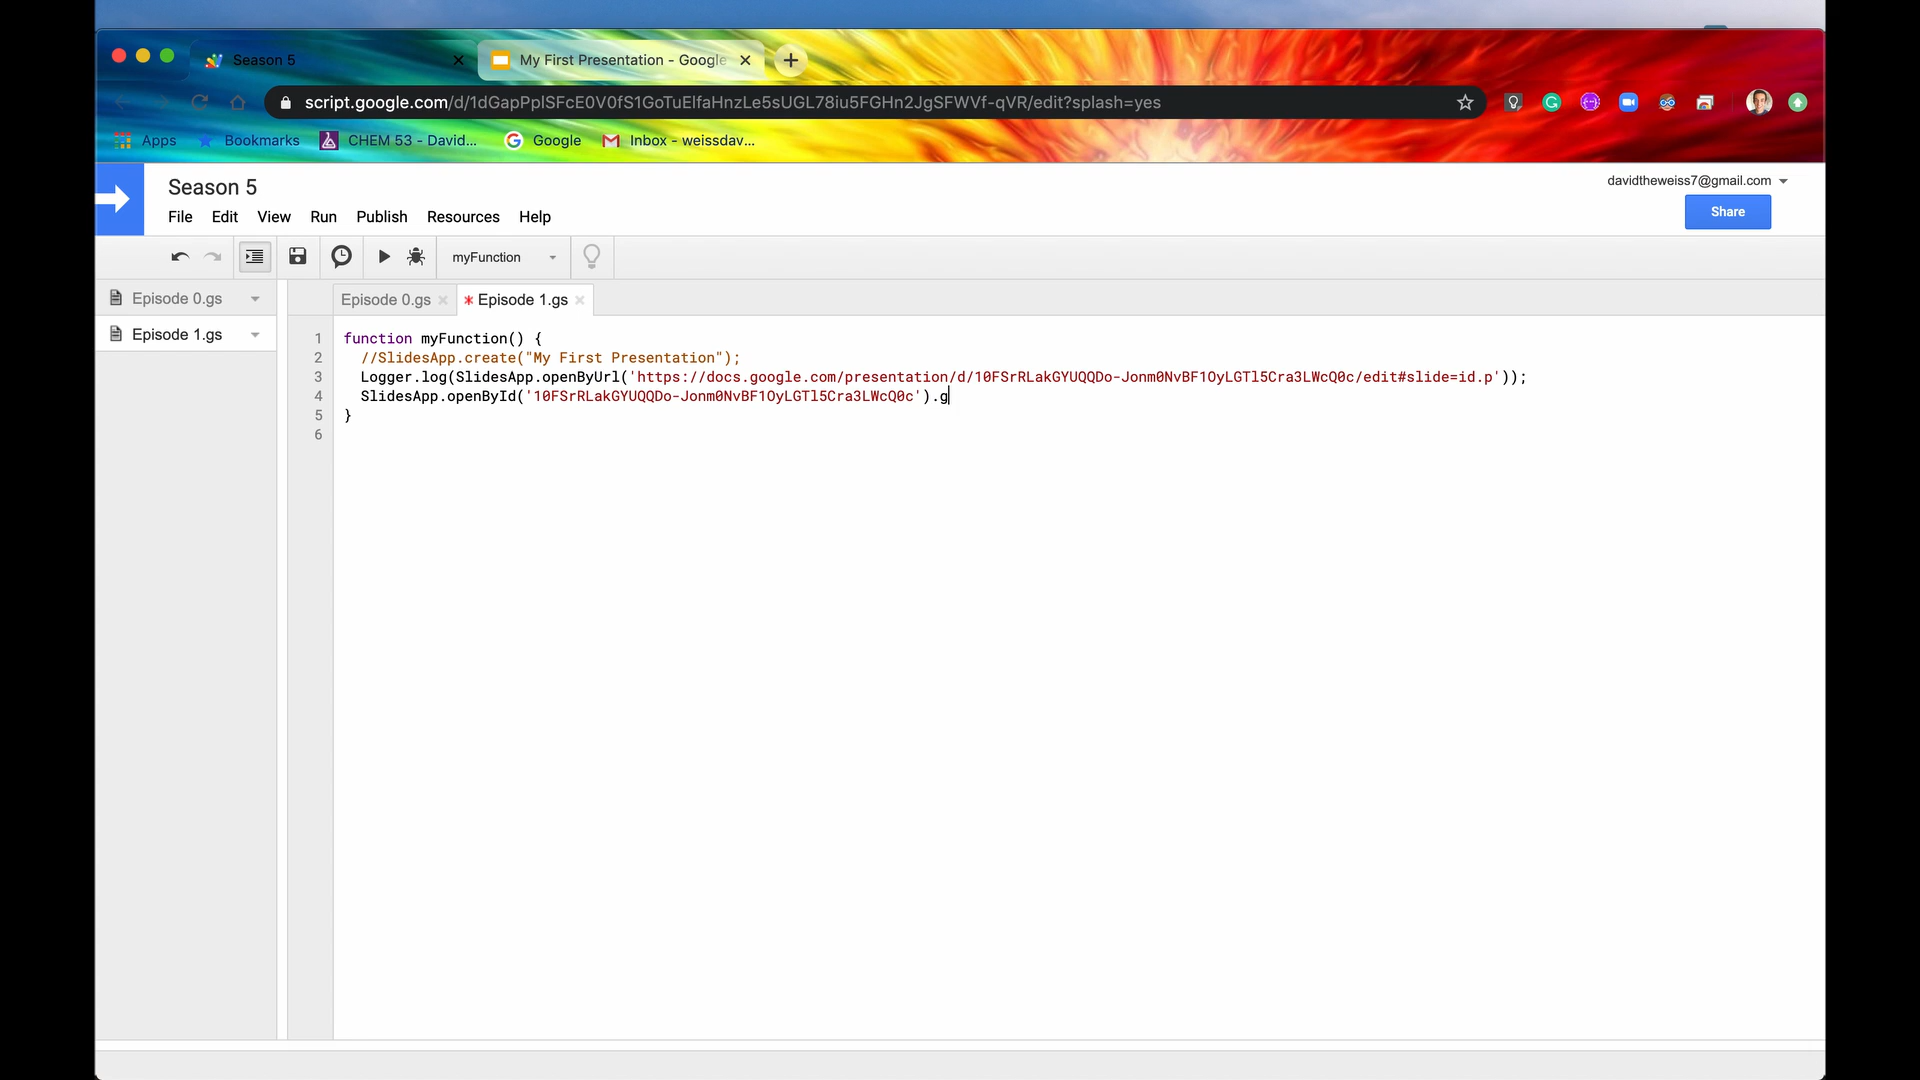 Season 5
My First Presentation - Google
script.google.com/d/1dGapPplSFcE0V0fS1GoTuElfaHnzLe5sUGL78iu5FGHn2JgSFWVf-qVR/edit?splash=yes
Apps Bookmarks CHEM 53 - David... Google Inbox - weissdav...
Season 5
davidtheweiss7@gmail.com
File Edit View Run Publish Resources Help
Share
myFunction
Episode 0.gs
Episode 1.gs
Episode 0.gs * Episode 1.gs
1 function myFunction() {
2 //SlidesApp.create("My First Presentation");
3 Logger.log(SlidesApp.openByUrl('https://docs.google.com/presentation/d/10FSrRLakGYUQQDo-Jonm0NvBF1OyLGTl5Cra3LWcQ0c/edit#slide=id.p'));
4 SlidesApp.openById('10FSrRLakGYUQQDo-Jonm0NvBF1OyLGTl5Cra3LWcQ0c').g
5 }
6